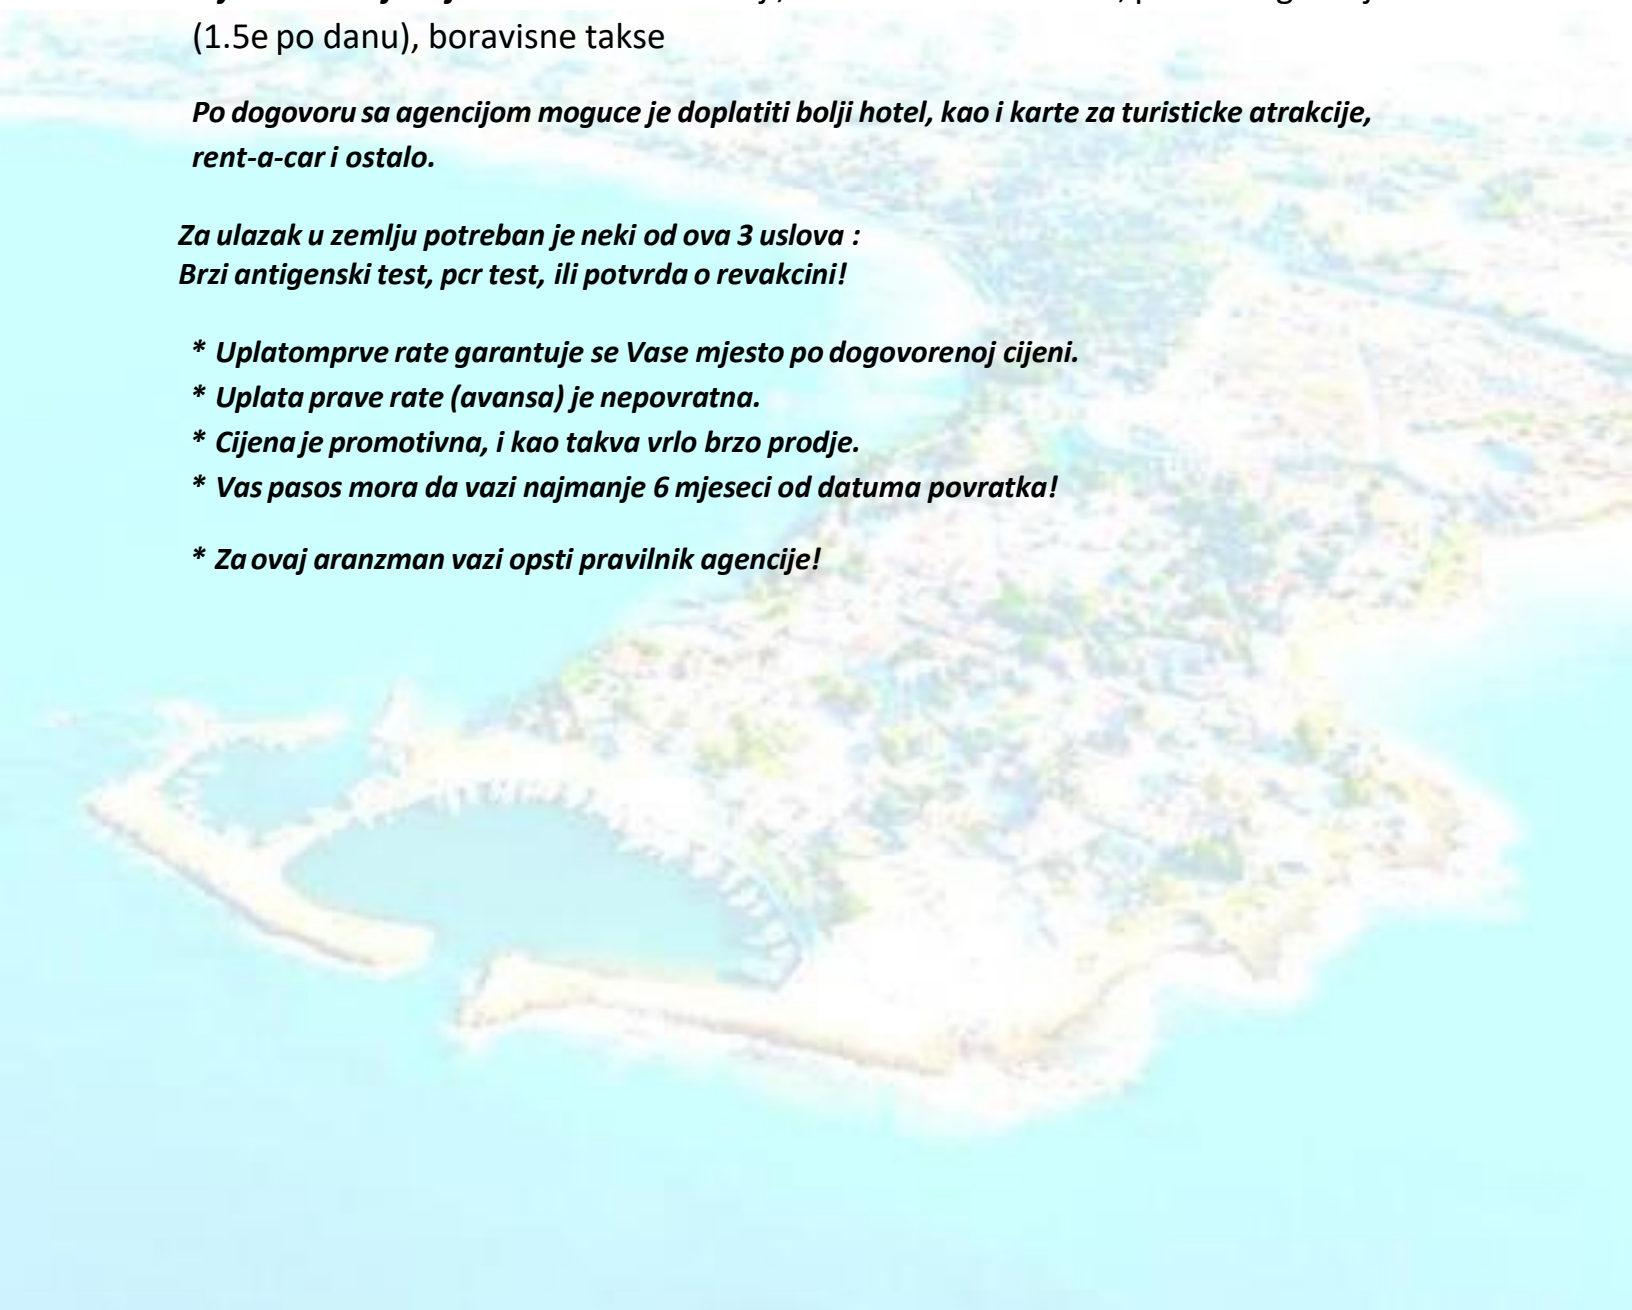 (1.5e po danu), boravisne takse
Po dogovoru sa agencijom moguce je doplatiti bolji hotel, kao i karte za turisticke atrakcije,
rent-a-car i ostalo.
Za ulazak u zemlju potreban je neki od ova 3 uslova :
Brzi antigenski test, pcr test, ili potvrda o revakcini!
* Uplatomprve rate garantuje se Vase mjesto po dogovorenoj cijeni.
* Uplata prave rate (avansa) je nepovratna.
* Cijena je promotivna, i kao takva vrlo brzo prodje.
* Vas pasos mora da vazi najmanje 6 mjeseci od datuma povratka!
* Za ovaj aranzman vazi opsti pravilnik agencije!